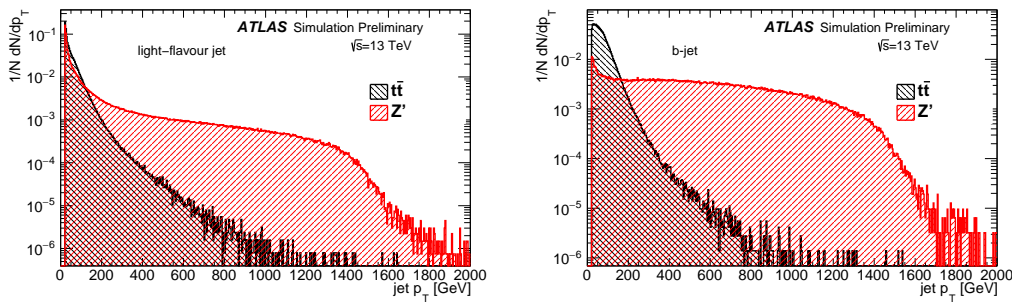 1/N dN/dp_T
10⁻¹
10⁻²
10⁻³
10⁻⁴
10⁻⁵
10⁻⁶
ATLAS Simulation Preliminary
√s=13 TeV
light-flavour jet
tt̄
Z'
0 200 400 600 800 1000 1200 1400 1600 1800 2000
jet p_T [GeV]
1/N dN/dp_T
10⁻¹
10⁻²
10⁻³
10⁻⁴
10⁻⁵
10⁻⁶
ATLAS Simulation Preliminary
√s=13 TeV
b-jet
tt̄
Z'
0 200 400 600 800 1000 1200 1400 1600 1800 2000
jet p_T [GeV]